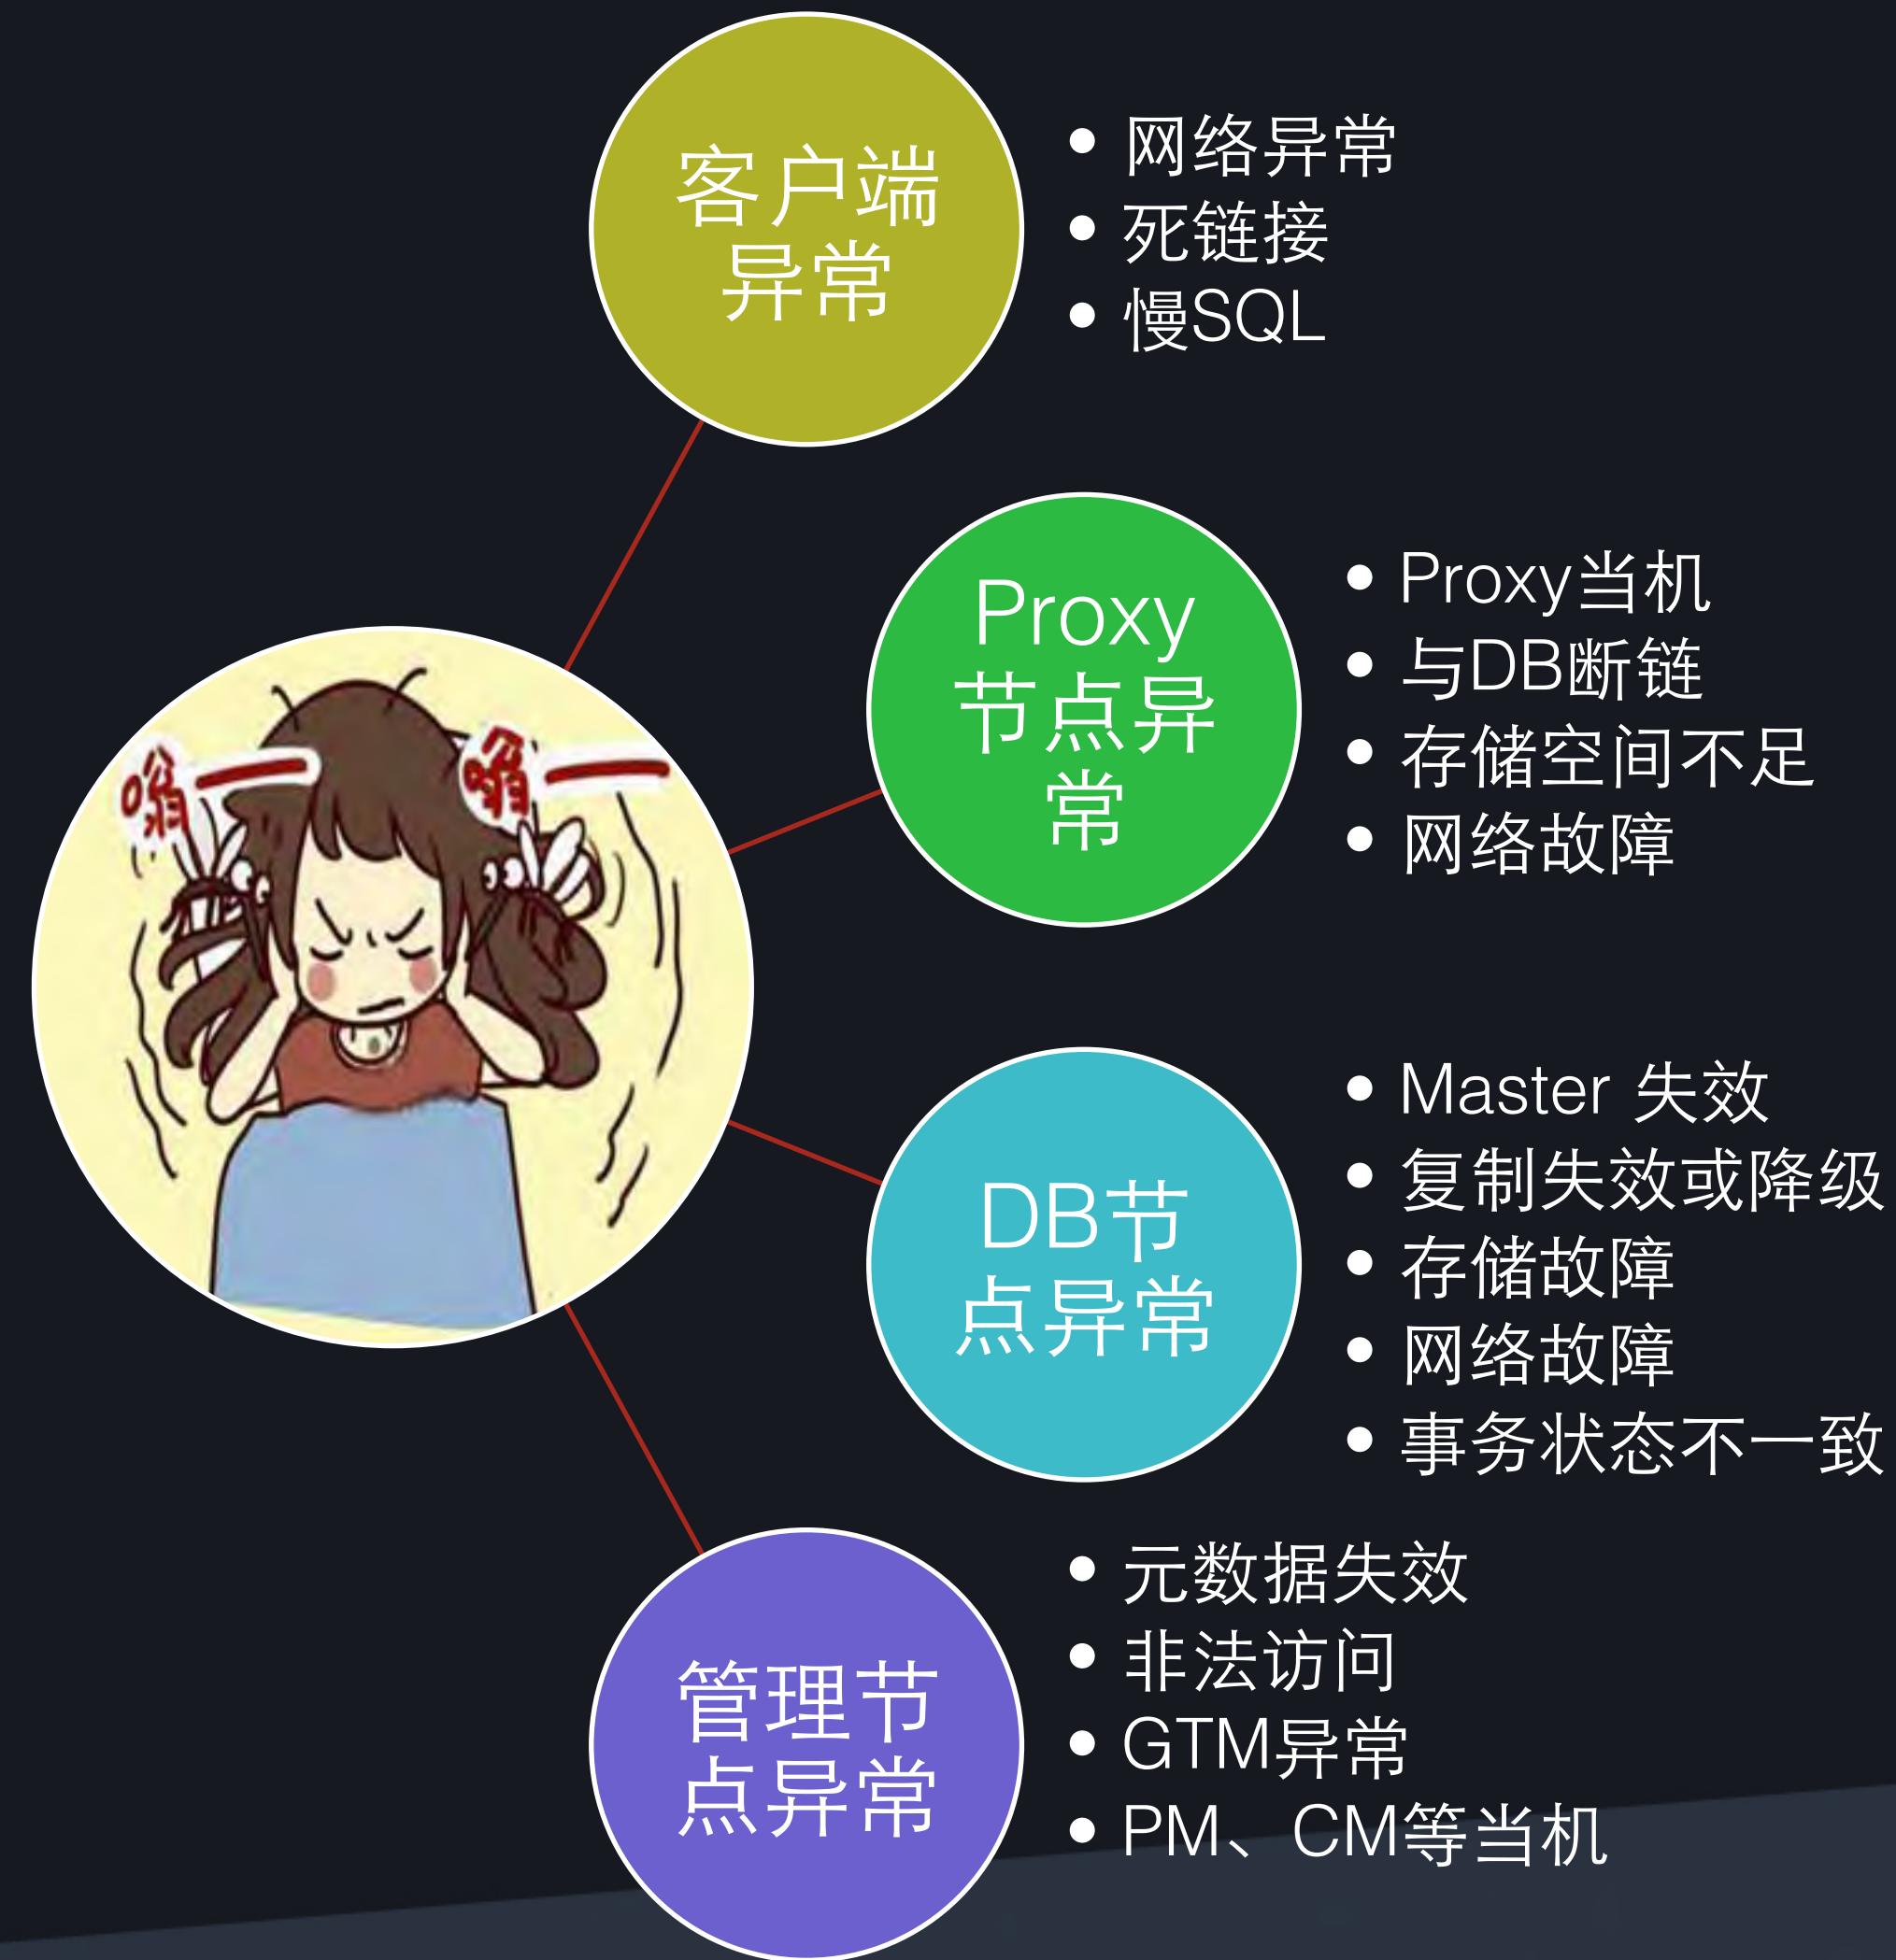 客户端
异常
• 网络异常
• 死链接
• 慢SQL
Proxy
节点异
常
• Proxy当机
• 与DB断链
• 存储空间不足
• 网络故障
嗡一
嗡一
DB节
点异常
• Master 失效
• 复制失效或降级
• 存储故障
• 网络故障
• 事务状态不一致
管理节
点异常
• 元数据失效
• 非法访问
• GTM异常
• PM、CM等当机